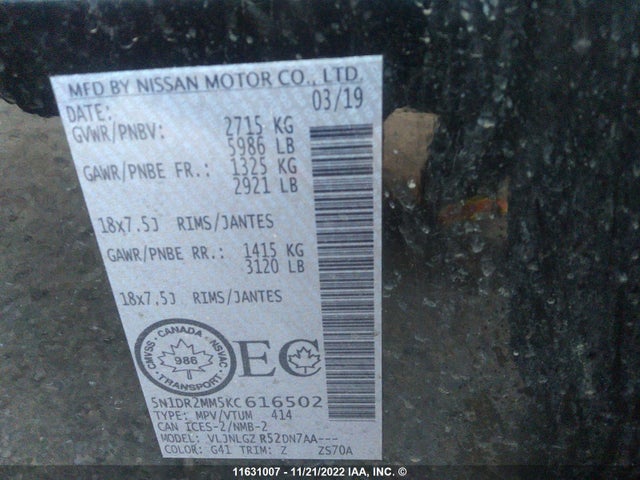 MFD BY NISSAN MOTOR CO., LTD.
DATE: 03/19
GVWR/PNBV: 2715 KG
5986 LB
GAWR/PNBE FR.: 1325 KG
2921 LB
18x7.5J RIMS/JANTES
GAWR/PNBE RR.: 1415 KG
3120 LB
18x7.5J RIMS/JANTES
CANADA
CMVSS NSVAC
986
TRANSPORT
EC
5N1DR2MM5KC616502
TYPE: MPV/VTUM 414
CAN ICES-2/NMB-2
MODEL: VLJNLGZ R52DN7AA---
COLOR: G41 TRIM: Z ZS70A
11631007 - 11/21/2022 IAA, INC. ©